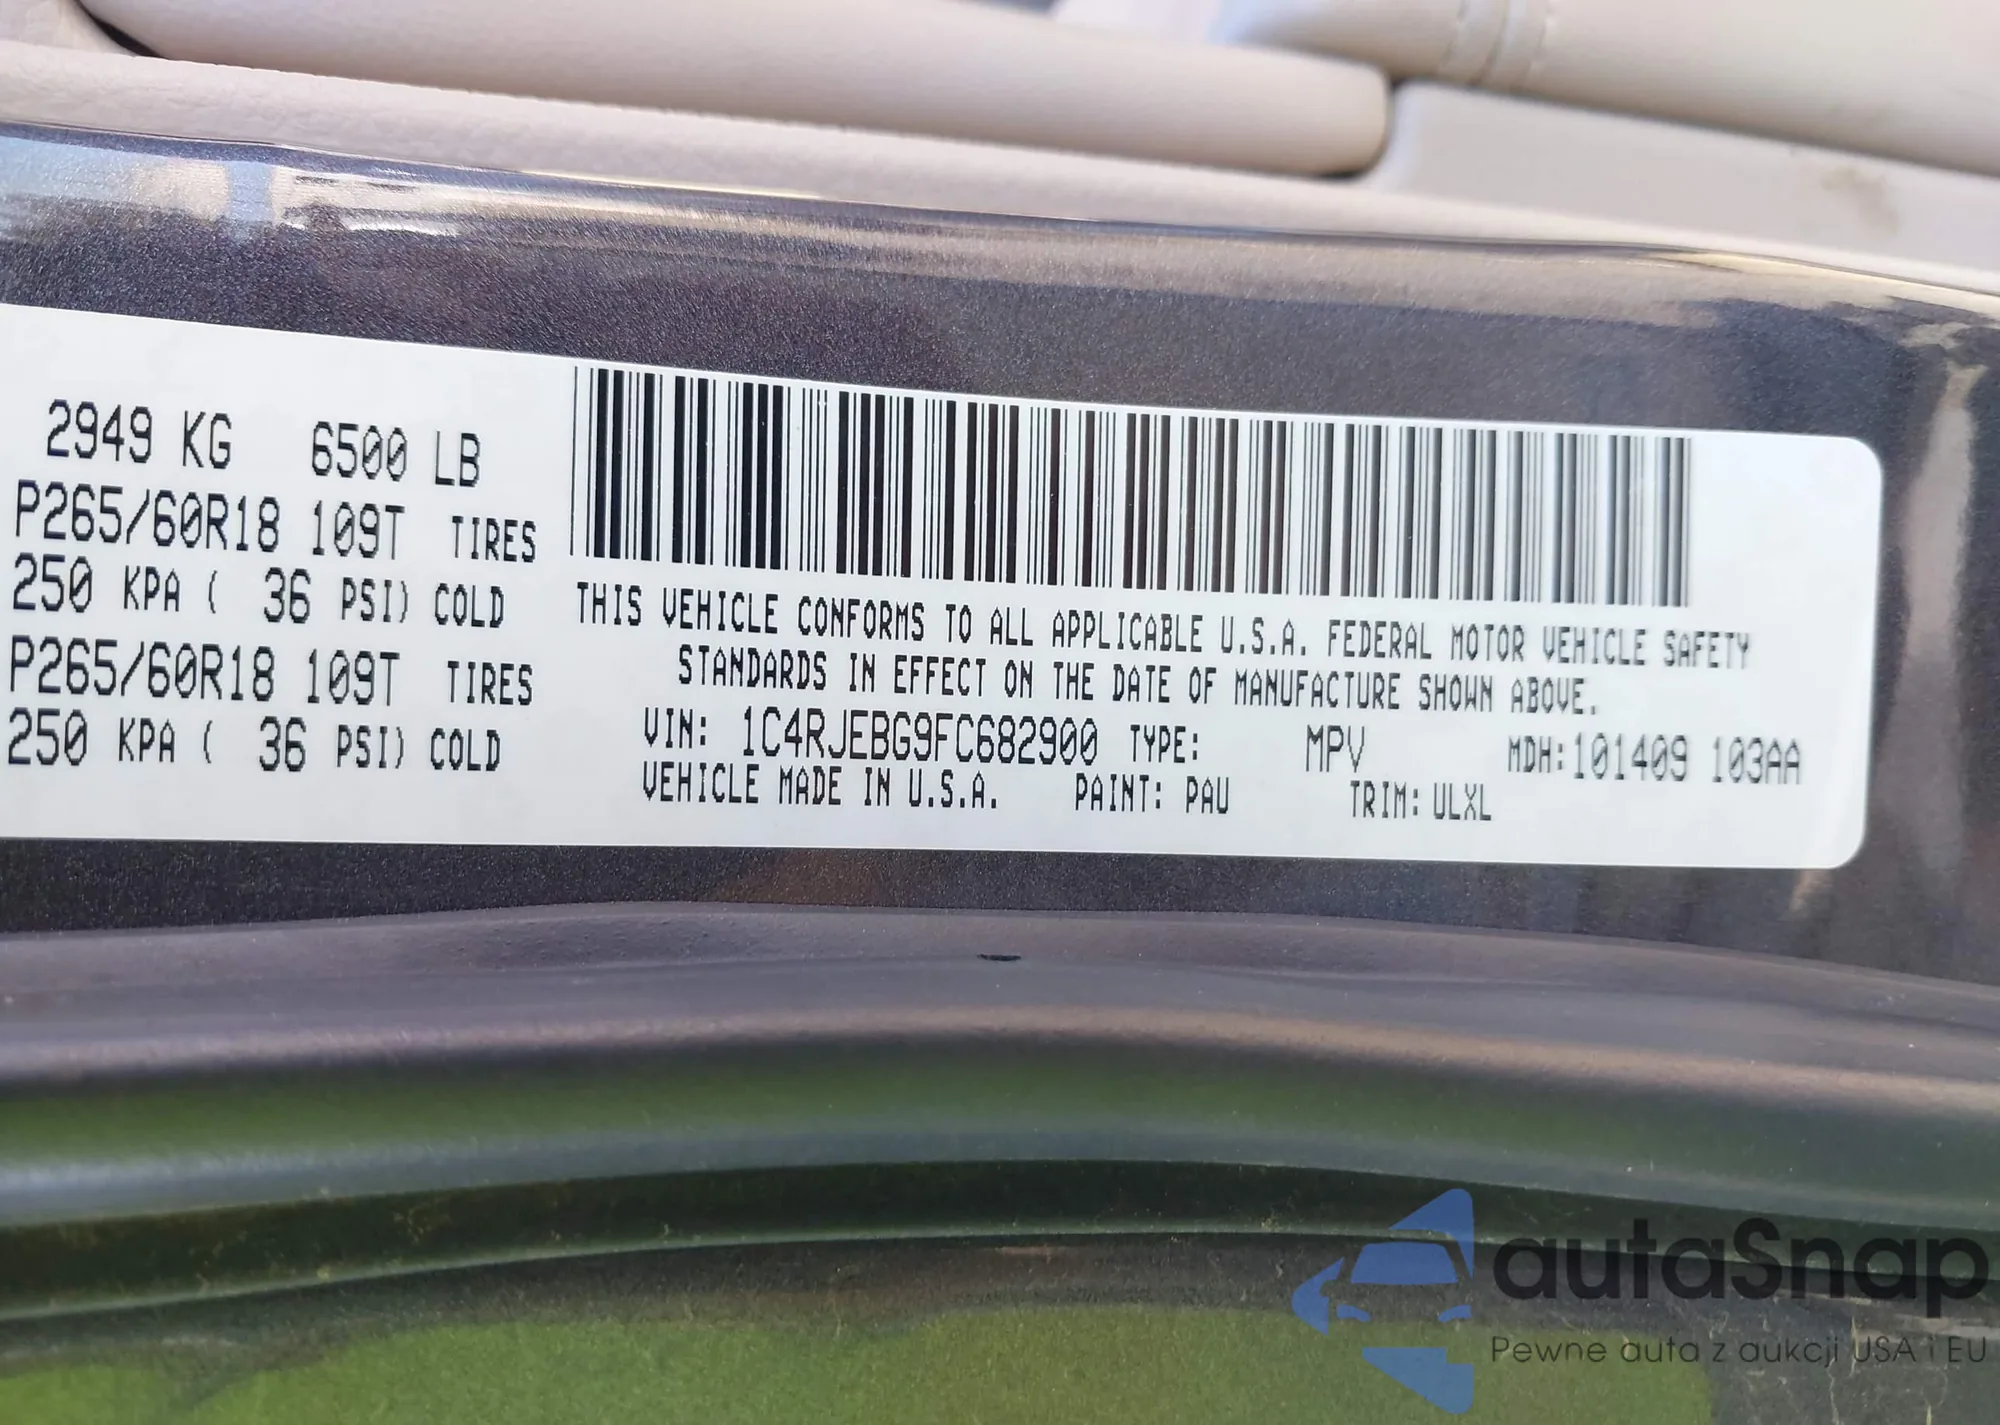 2949 KG 6500 LB
P265/60R18 109T TIRES
250 KPA ( 36 PSI) COLD
P265/60R18 109T TIRES
250 KPA ( 36 PSI) COLD
THIS VEHICLE CONFORMS TO ALL APPLICABLE U.S.A. FEDERAL MOTOR VEHICLE SAFETY
STANDARDS IN EFFECT ON THE DATE OF MANUFACTURE SHOWN ABOVE.
VIN: 1C4RJEBG9FC682900 TYPE: MPV MDH:101409 103AA
VEHICLE MADE IN U.S.A. PAINT: PAU TRIM: ULXL
autaSnap
Pewne auta z aukcji USA i EU